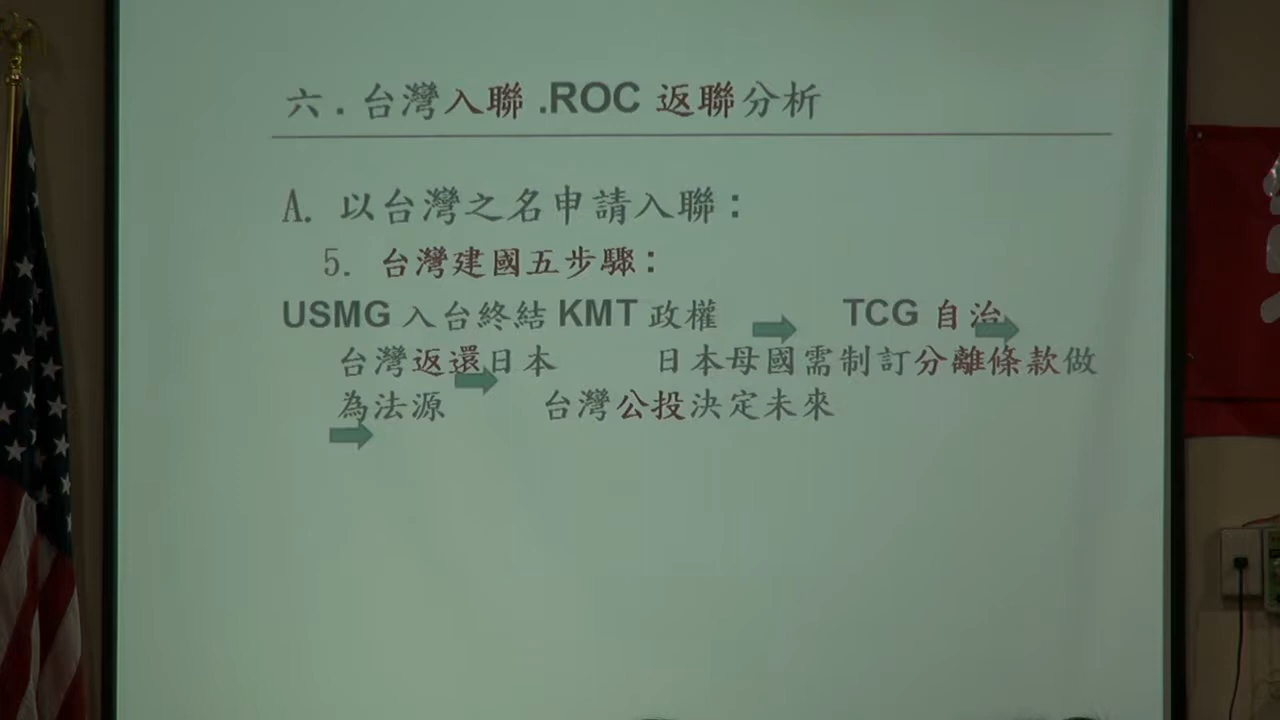 六.台灣入聯.ROC 返聯分析
A. 以台灣之名申請入聯：
5. 台灣建國五步驟：
USMG 入台終結 KMT 政權 TCG 自治
台灣返還日本 日本母國需制訂分離條款做
為法源 台灣公投決定未來